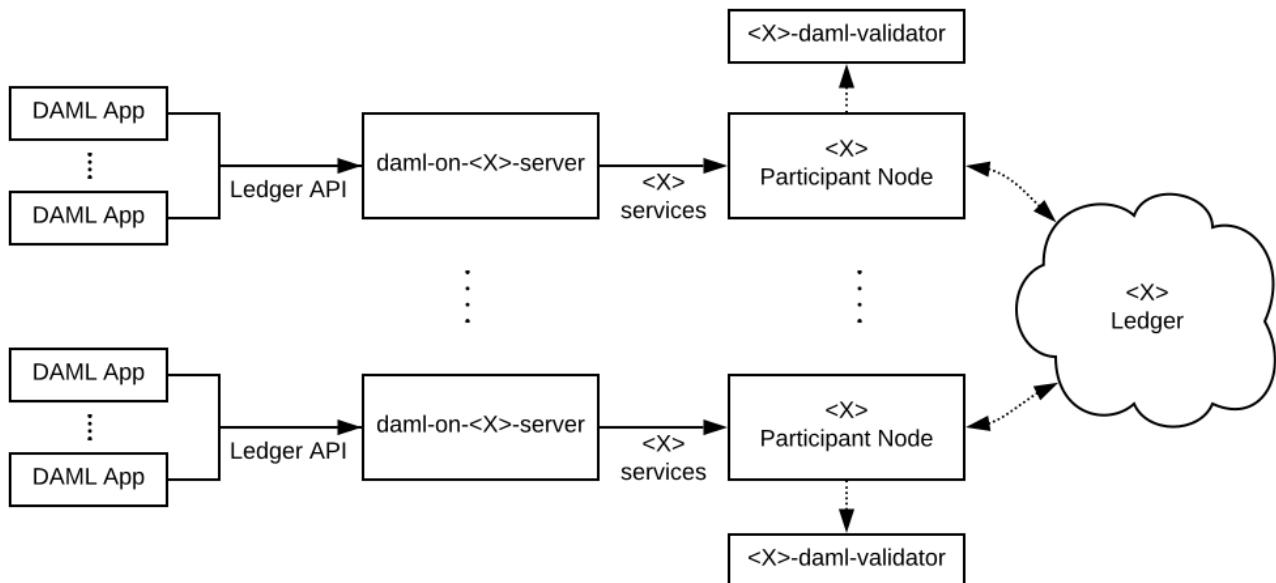 <X>-daml-validator
DAML App
DAML App
Ledger API
daml-on-<X>-server
<X>
services
<X>
Participant Node
<X>
Ledger
DAML App
DAML App
Ledger API
daml-on-<X>-server
<X>
services
<X>
Participant Node
<X>-daml-validator